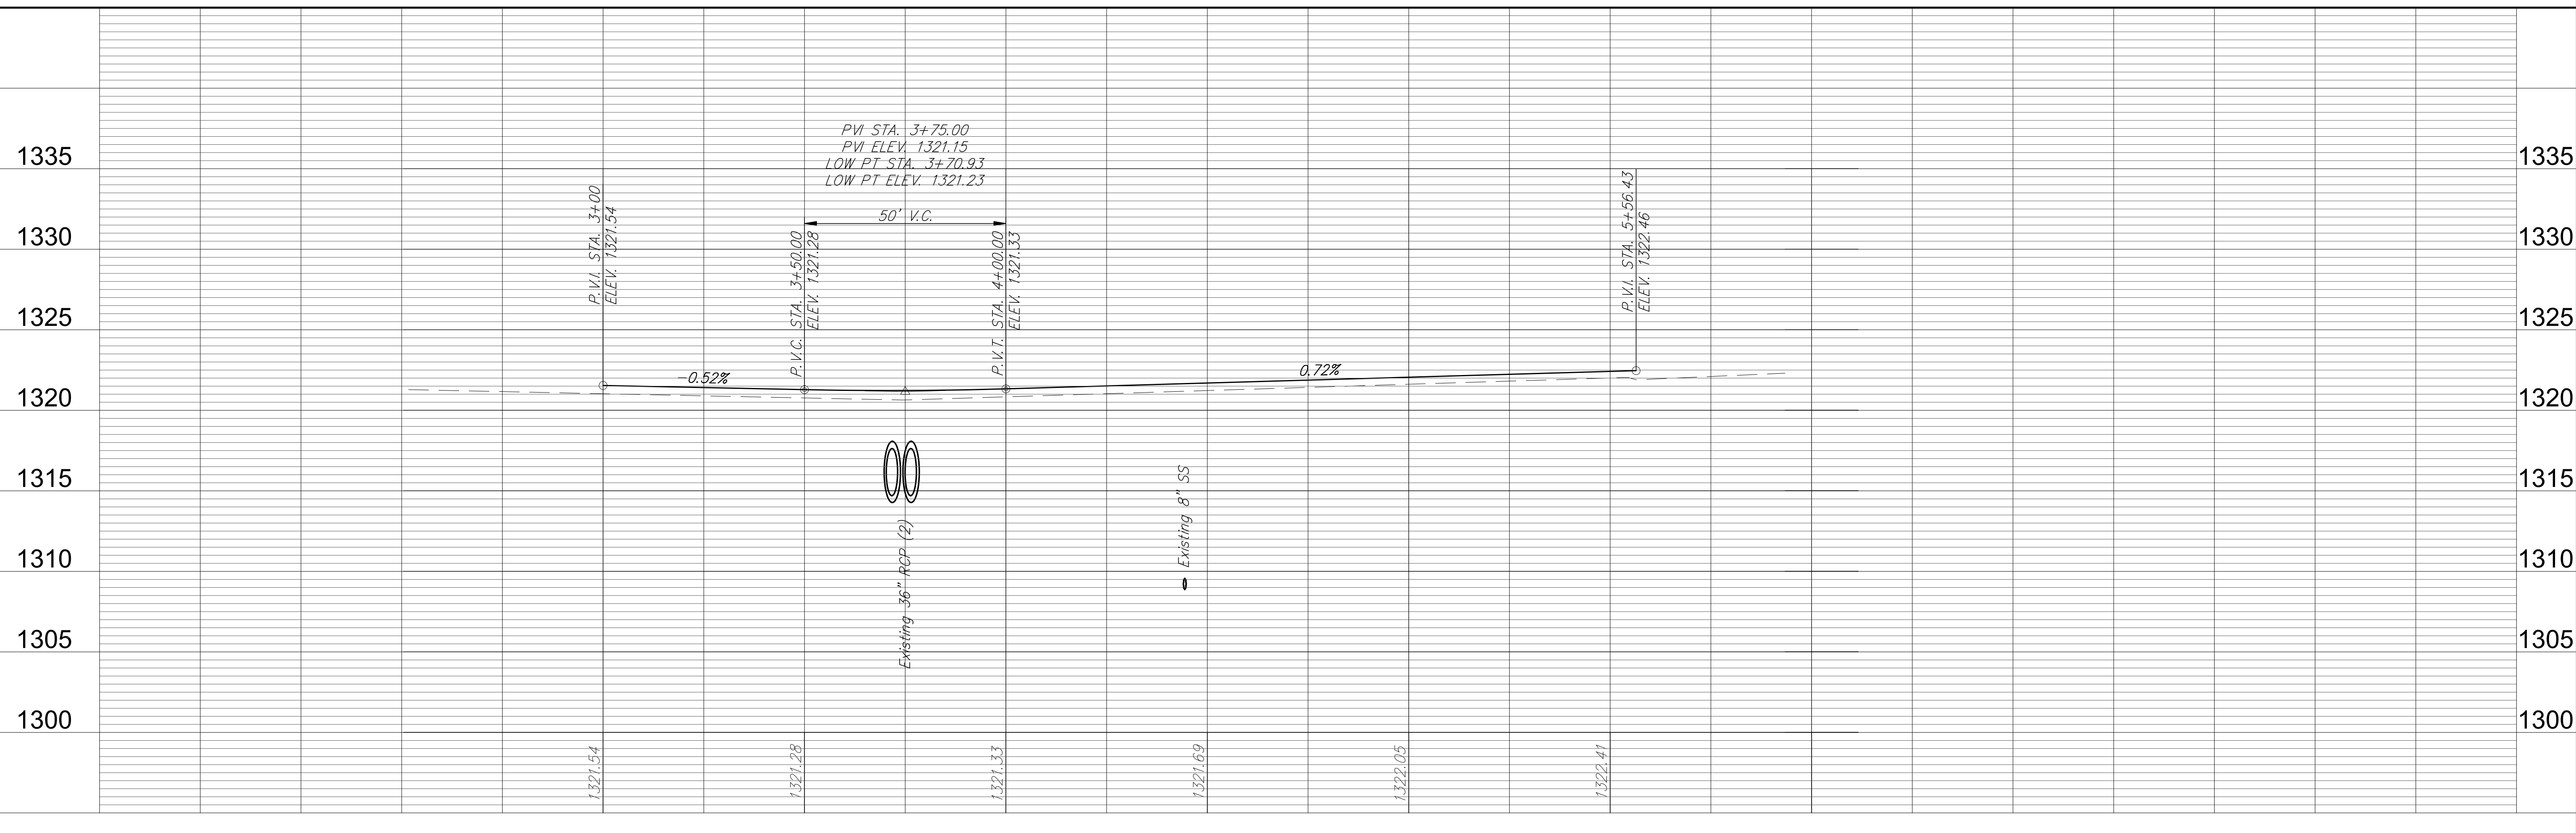 PVI STA. 3+75.00
PVI ELEV. 1321.15
LOW PT STA. 3+70.93
LOW PT ELEV. 1321.23
1335
1335
P.V.I. STA. 3+00
ELEV. 1321.54
50' V.C.
P.V.I. STA. 5+56.43
ELEV. 1322.46
1330
1330
P.V.C. STA. 3+50.00
ELEV. 1321.28
P.V.T. STA. 4+00.00
ELEV. 1321.33
1325
1325
-0.52%
0.72%
1320
1320
1315
1315
Existing 36" RCP (2)
Existing 8" SS
1310
1310
1305
1305
1300
1300
1321.54
1321.28
1321.33
1321.69
1322.05
1322.41